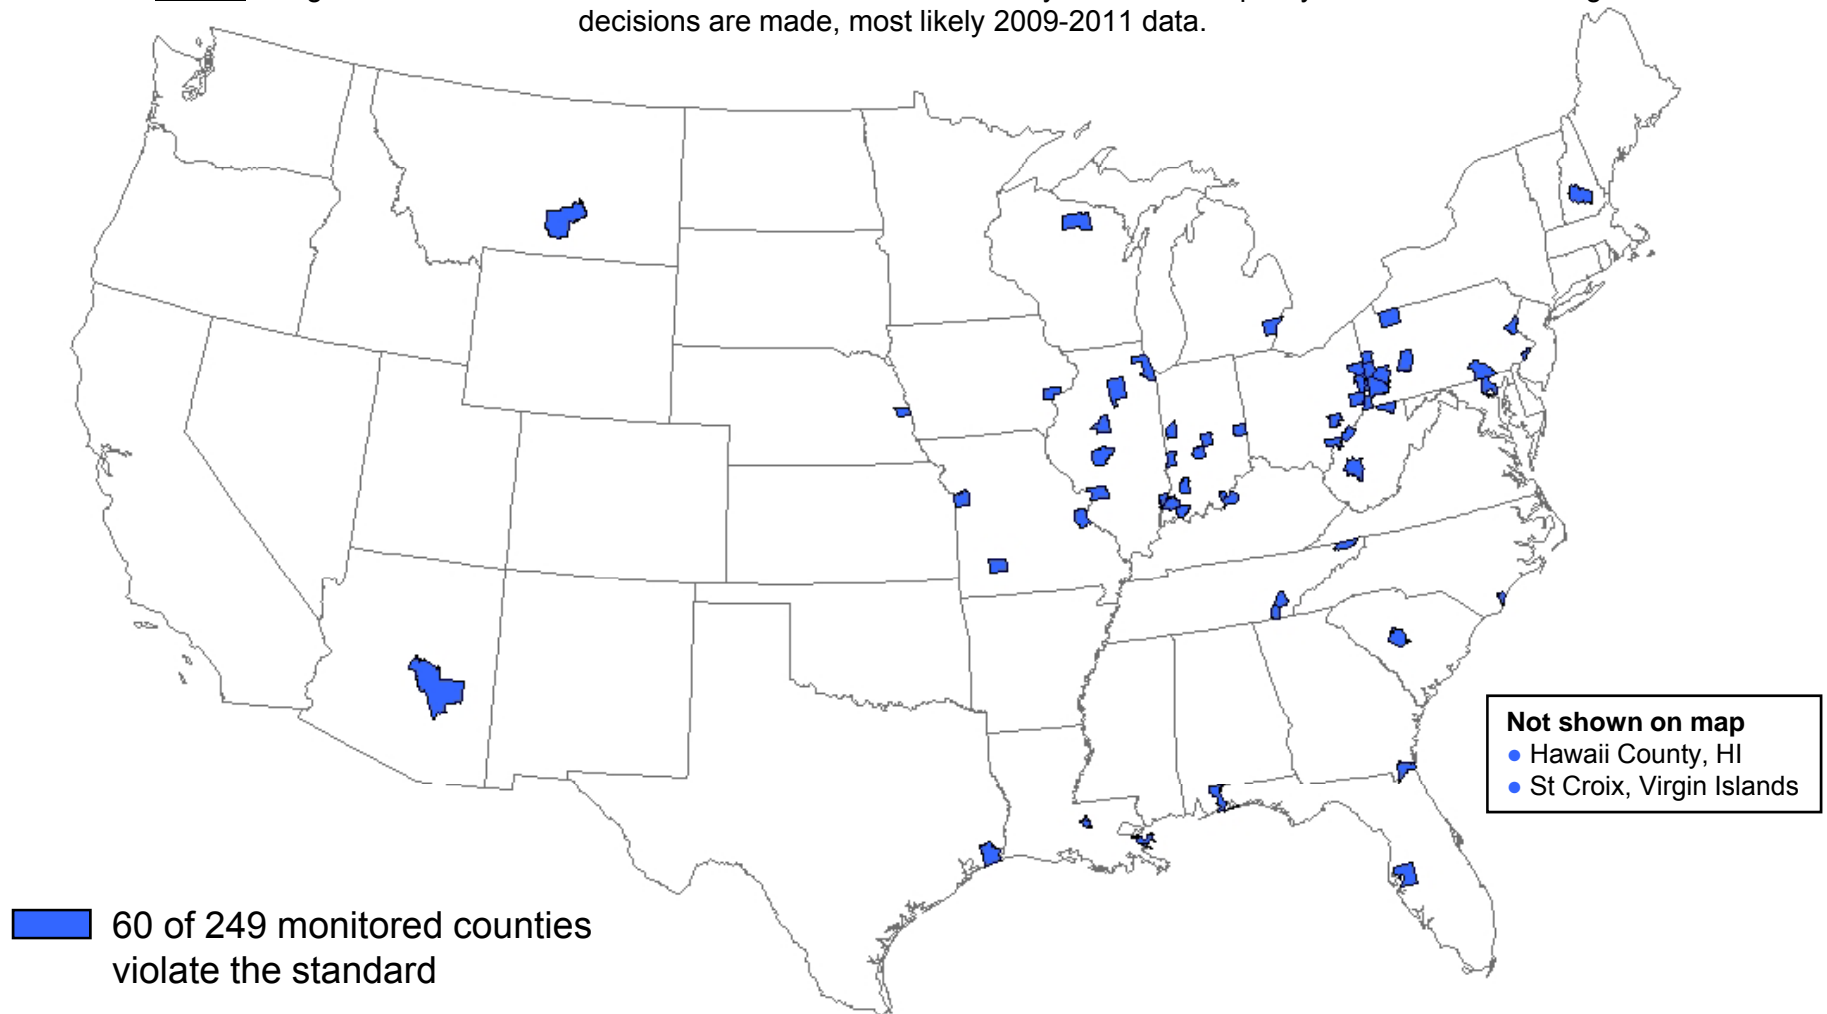 decisions are made, most likely 2009-2011 data.
Not shown on map
● Hawaii County, HI
● St Croix, Virgin Islands
60 of 249 monitored counties
violate the standard